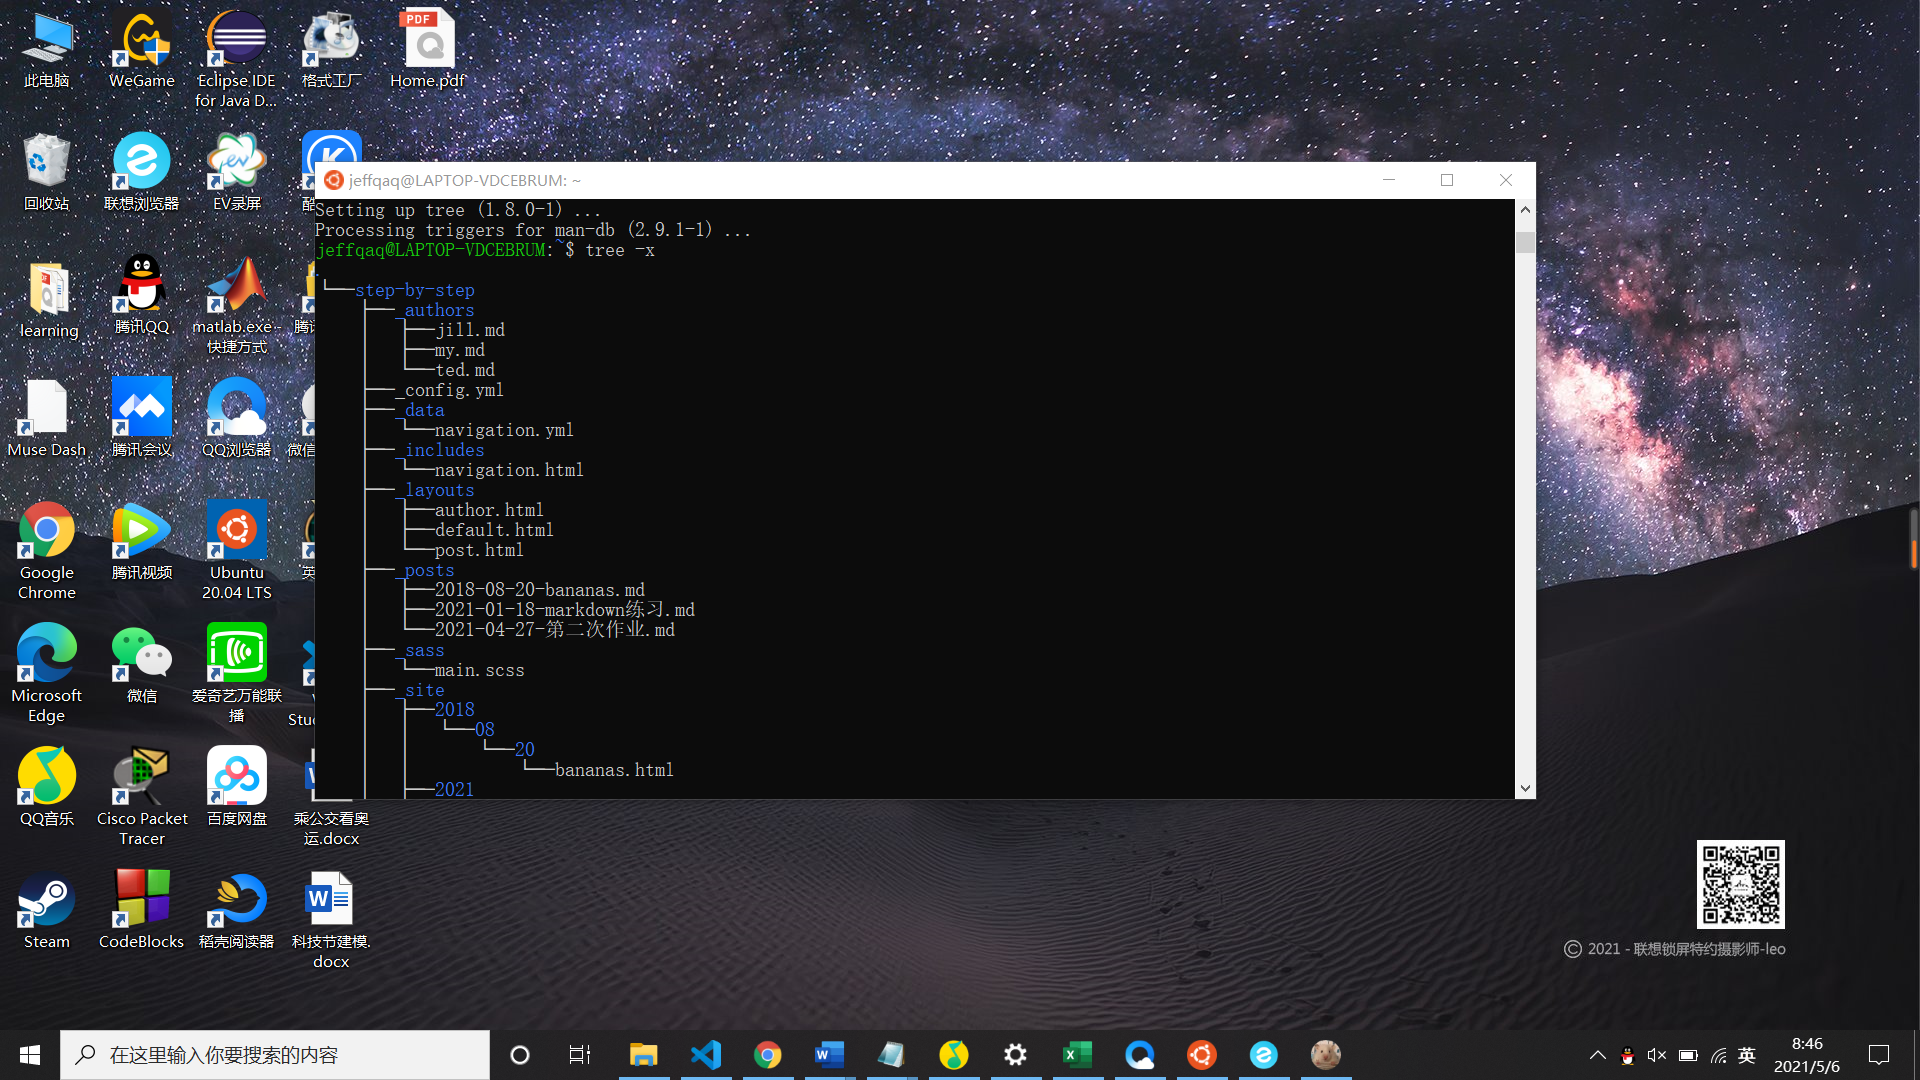 此电脑
WeGame
Eclipse IDE
for Java D...
格式工厂
PDF
Home.pdf
回收站
联想浏览器
EV录屏
酷
learning
腾讯QQ
matlab.exe -
快捷方式
腾讯
Muse Dash
腾讯会议
QQ浏览器
微信
Google
Chrome
腾讯视频
Ubuntu
20.04 LTS
英
Microsoft
Edge
微信
爱奇艺万能联
播
V
Stud
QQ音乐
Cisco Packet
Tracer
百度网盘
乘公交看奥
运.docx
Steam
CodeBlocks
稻壳阅读器
科技节建模.
docx
jeffqaq@LAPTOP-VDCEBRUM: ~
Setting up tree (1.8.0-1) ...
Processing triggers for man-db (2.9.1-1) ...
jeffqaq@LAPTOP-VDCEBRUM:~$ tree -x
.
└──step-by-step
├──_authors
├──jill.md
├──my.md
└──ted.md
├──_config.yml
├──_data
└──navigation.yml
├──_includes
└──navigation.html
├──_layouts
├──author.html
├──default.html
└──post.html
├──_posts
├──2018-08-20-bananas.md
├──2021-01-18-markdown练习.md
└──2021-04-27-第二次作业.md
├──_sass
└──main.scss
├──_site
├──2018
└──08
└──20
└──bananas.html
├──2021
© 2021 - 联想锁屏特约摄影师-leo
在这里输入你要搜索的内容
英
8:46
2021/5/6